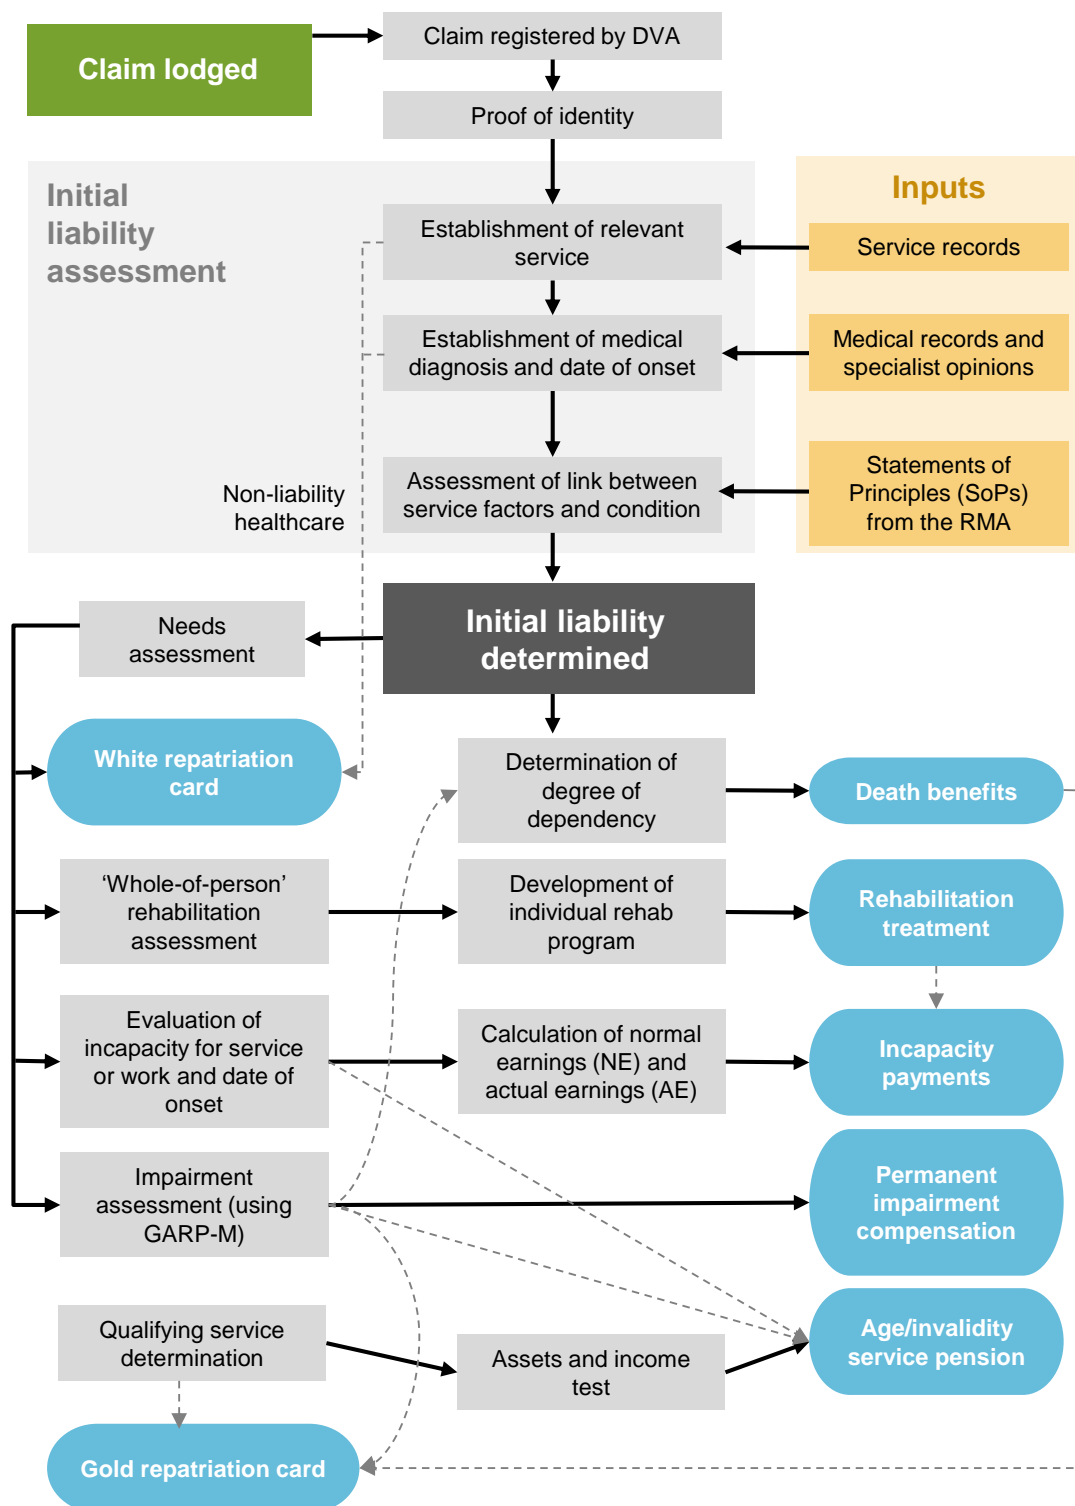 Claim lodged
Claim registered by DVA
Proof of identity
Initial
liability
assessment
Inputs
Establishment of relevant
service
Service records
Establishment of medical
diagnosis and date of onset
Medical records and
specialist opinions
Non-liability
healthcare
Assessment of link between
service factors and condition
Statements of
Principles (SoPs)
from the RMA
Needs
assessment
Initial liability
determined
White repatriation
card
Determination of
degree of
dependency
Death benefits
‘Whole-of-person’
rehabilitation
assessment
Development of
individual rehab
program
Rehabilitation
treatment
Evaluation of
incapacity for service
or work and date of
onset
Calculation of normal
earnings (NE) and
actual earnings (AE)
Incapacity
payments
Impairment
assessment (using
GARP-M)
Permanent
impairment
compensation
Qualifying service
determination
Assets and income
test
Age/invalidity
service pension
Gold repatriation card